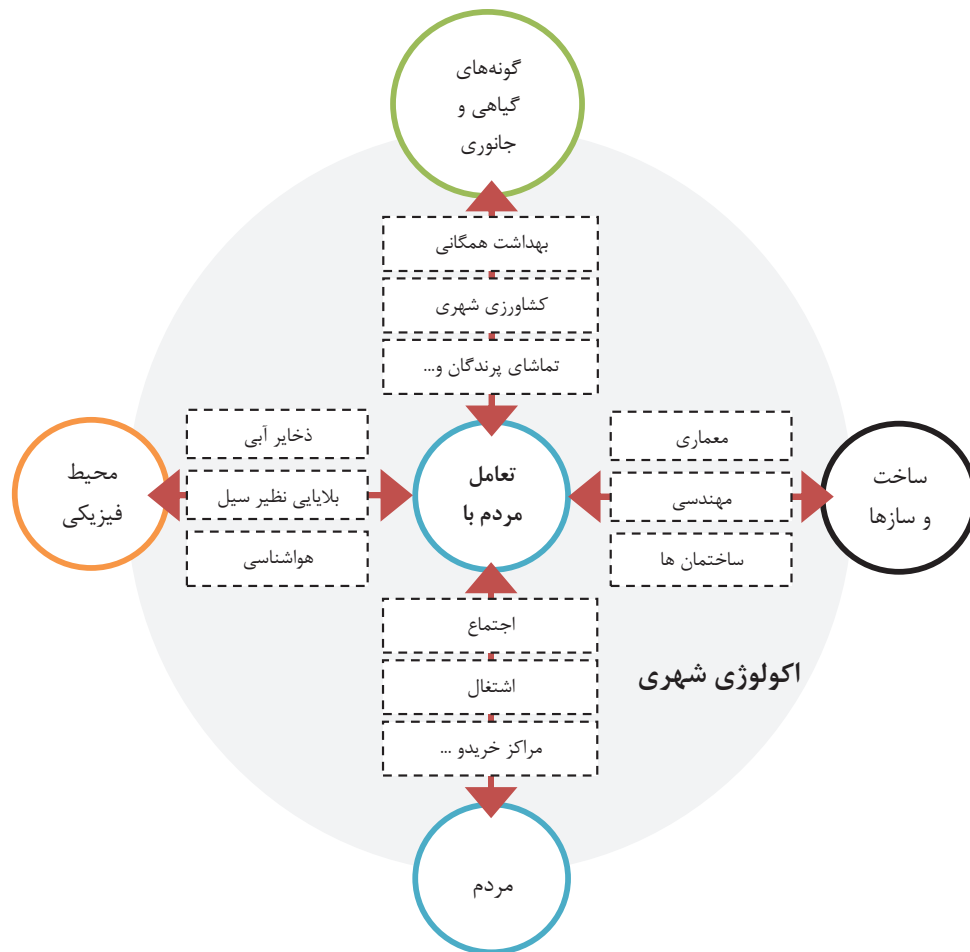 گونه‌های
گیاهی و
جانوری
بهداشت همگانی
کشاورزی شهری
تماشای پرندگان و...
ساخت
و سازها
معماری
مهندسی
ساختمان ها
تعامل
مردم با
ذخایر آبی
بلایایی نظیر سیل
هواشناسی
محیط
فیزیکی
اجتماع
اشتغال
مراکز خریدو ...
اکولوژی شهری
مردم